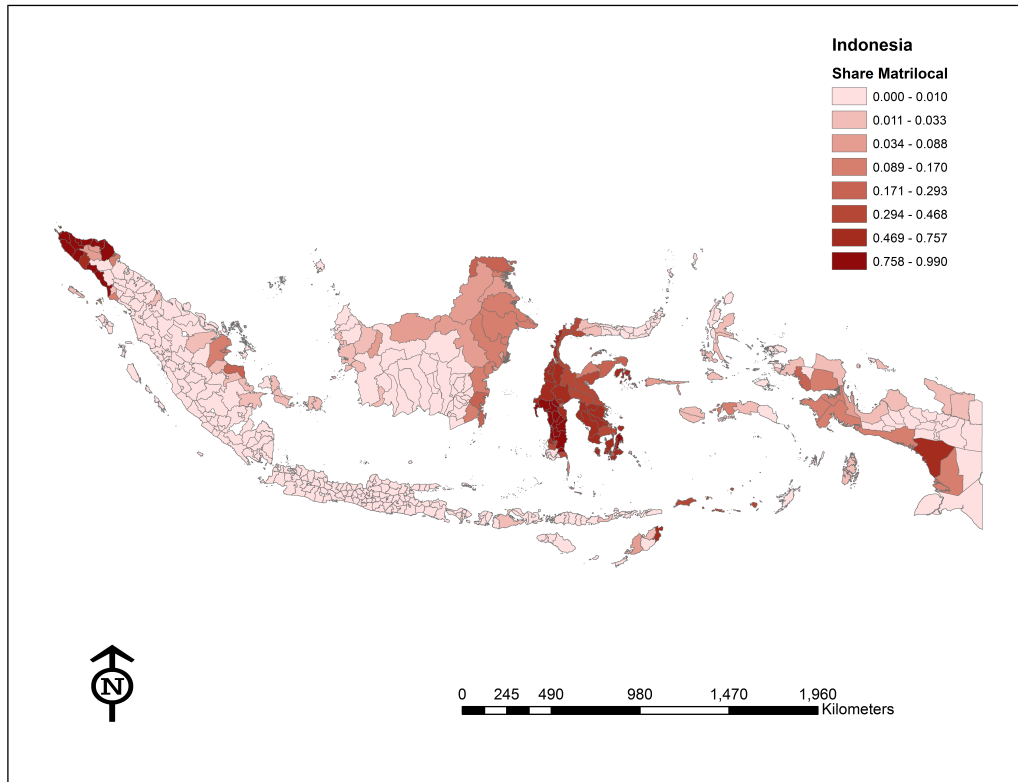 Indonesia
Share Matrilocal
0.000 - 0.010
0.011 - 0.033
0.034 - 0.088
0.089 - 0.170
0.171 - 0.293
0.294 - 0.468
0.469 - 0.757
0.758 - 0.990
N
0 245 490 980 1,470 1,960
Kilometers